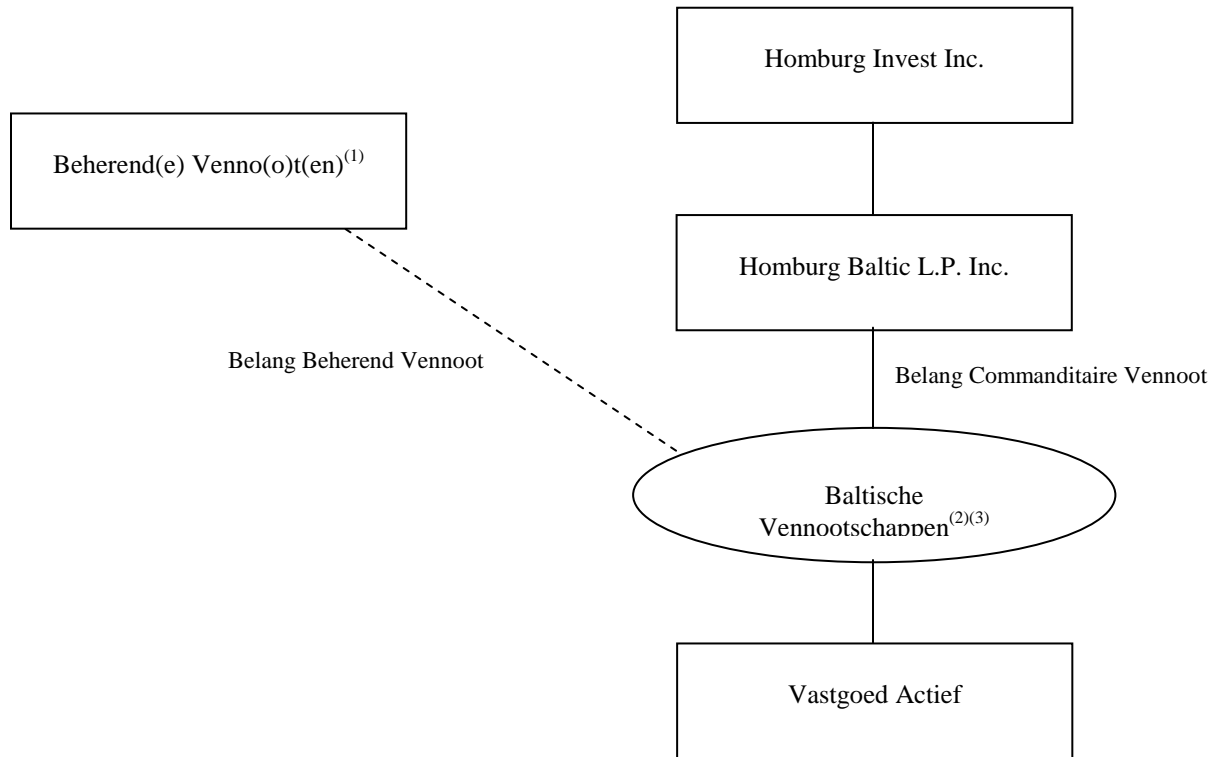 Homburg Invest Inc.
Beherend(e) Venno(o)t(en)(1)
Homburg Baltic L.P. Inc.
Belang Beherend Vennoot
Belang Commanditaire Vennoot
Baltische
Vennootschappen(2)(3)
Vastgoed Actief